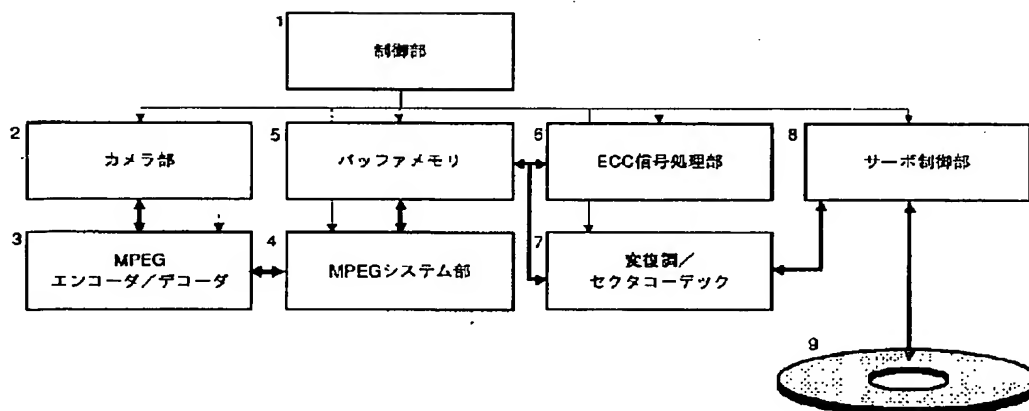 1
制御部
2
カメラ部
5
バッファメモリ
6
ECC信号処理部
8
サーボ制御部
3
MPEG
エンコーダ/デコーダ
4
MPEGシステム部
7
変復調/
セクタコーデック
9